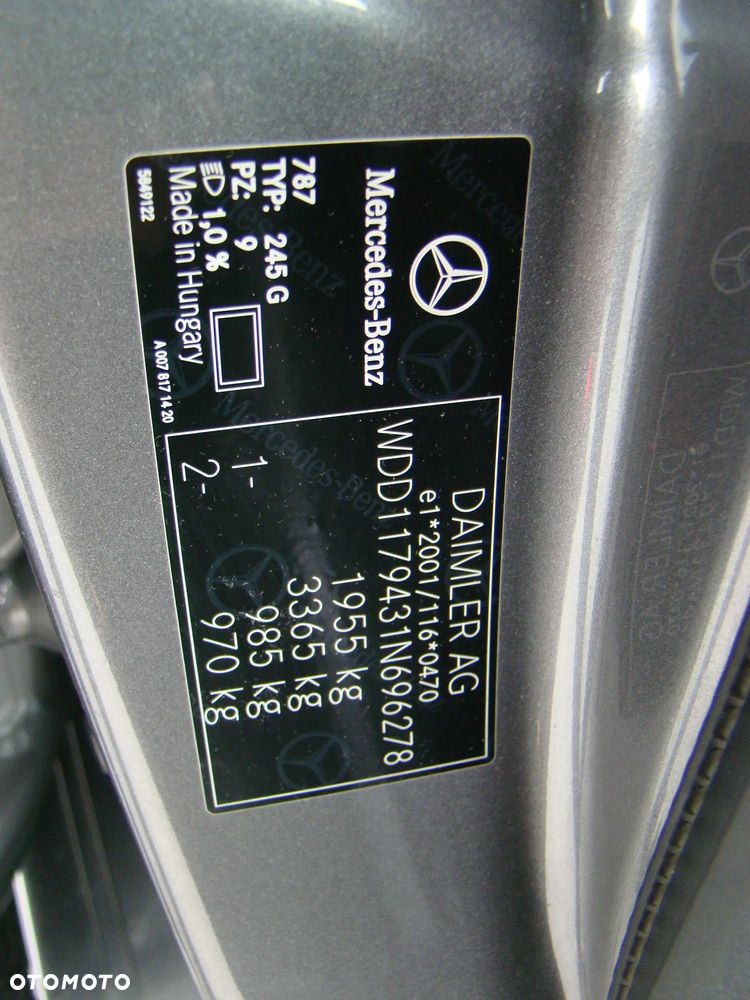 Mercedes-Benz
787
TYP: 245 G
PZ: 9
1,0 %
Made in Hungary
5849122
A 007 817 14 20
DAIMLER AG
e1*2001/116*0470
WDD1179431N696278
1955 kg
3365 kg
1- 985 kg
2- 970 kg
OTOMOTO